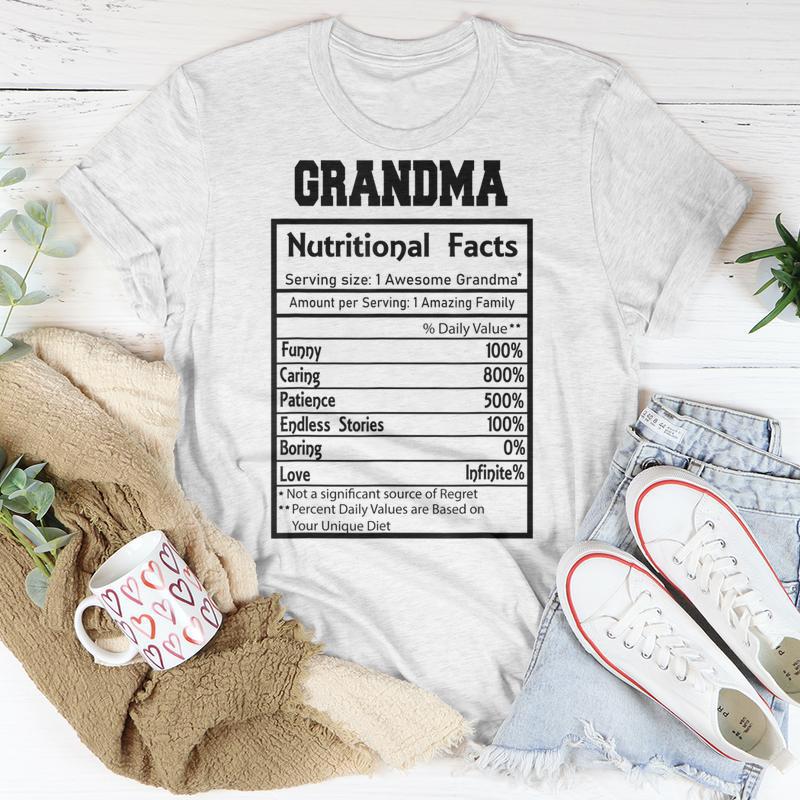 GRANDMA
Nutritional Facts
Serving size: 1 Awesome Grandma*
Amount per Serving: 1 Amazing Family
% Daily Value**
Funny 100%
Caring 800%
Patience 500%
Endless Stories 100%
Boring 0%
Love Infinite%
* Not a significant source of Regret
** Percent Daily Values are Based on
Your Unique Diet